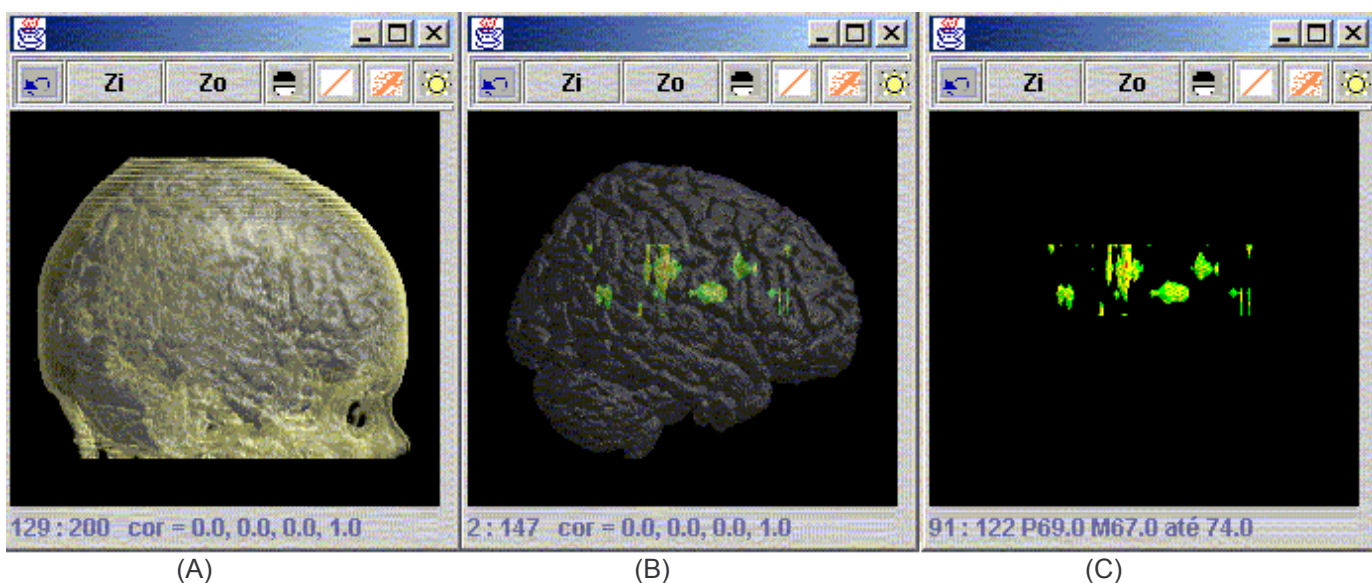 Zi Zo
Zi Zo
Zi Zo
129 : 200 cor = 0.0, 0.0, 0.0, 1.0
2 : 147 cor = 0.0, 0.0, 0.0, 1.0
91 : 122 P69.0 M67.0 até 74.0
(A)
(B)
(C)